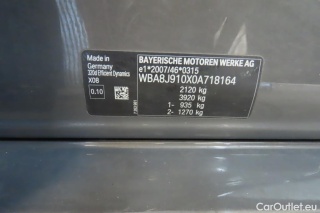 Made in
Germany
320d Efficient Dynamics
X0B
0.10
BAYERISCHE MOTOREN WERKE AG
e1*2007/46*0315
WBA8J910X0A718164
2120 kg
3920 kg
1- 935 kg
2- 1270 kg
CarOutlet.eu